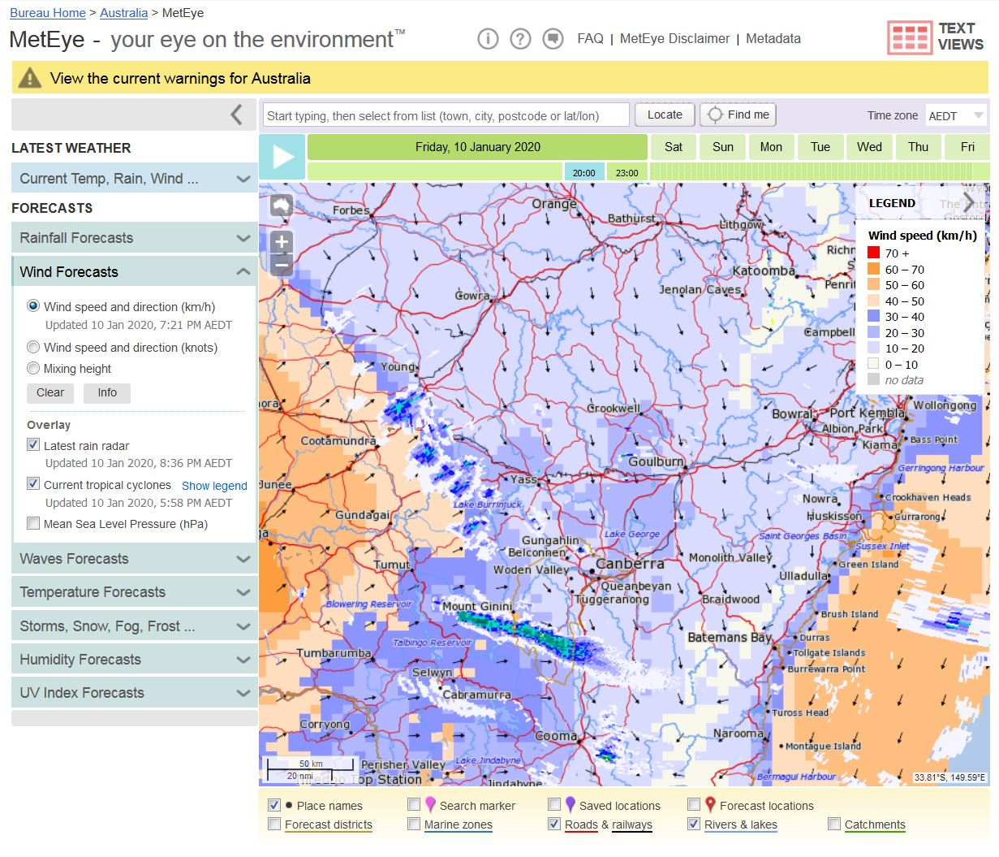 Bureau Home > Australia > MetEye
MetEye - your eye on the environment™
FAQ | MetEye Disclaimer | Metadata
TEXT
VIEWS
View the current warnings for Australia
Start typing, then select from list (town, city, postcode or lat/lon)
Locate
Find me
Time zone
AEDT
LATEST WEATHER
Current Temp, Rain, Wind ...
FORECASTS
Rainfall Forecasts
Wind Forecasts
Wind speed and direction (km/h)
Updated 10 Jan 2020, 7:21 PM AEDT
Wind speed and direction (knots)
Mixing height
Clear
Info
Overlay
Latest rain radar
Updated 10 Jan 2020, 8:36 PM AEDT
Current tropical cyclones Show legend
Updated 10 Jan 2020, 5:58 PM AEDT
Mean Sea Level Pressure (hPa)
Waves Forecasts
Temperature Forecasts
Storms, Snow, Fog, Frost ...
Humidity Forecasts
UV Index Forecasts
Friday, 10 January 2020
Sat
Sun
Mon
Tue
Wed
Thu
Fri
20:00
23:00
LEGEND
Wind speed (km/h)
70 +
60 – 70
50 – 60
40 – 50
30 – 40
20 – 30
10 – 20
0 – 10
no data
Forbes
Orange
Bathurst
Lithgow
Katoomba
Richm
Penrit
Jenolan Caves
Cowra
Campbell
Young
Crookwell
Wollongong
Bowral
Port Kembla
Albion Park
Bass Point
Kiama
Cootamundra
Goulburn
Gerringong Harbour
Junee
Yass
Nowra
Crookhaven Heads
Lake Burrinjuck
Gundagai
Huskisson
Currarong
Gungahlin
Lake George
Saint Georges Basin
Sussex Inlet
Belconnen
Canberra
Monolith Valley
Green Island
Tumut
Woden Valley
Ulladulla
Queanbeyan
Tuggeranong
Braidwood
Blowering Reservoir
Mount Ginini
Brush Island
Talbingo Reservoir
Batemans Bay
Durras
Tumbarumba
Tollgate Islands
Burrewarra Point
Selwyn
Cabramurra
Tuross Head
Corryong
Cooma
Narooma
Montague Island
Lake Jindabyne
Perisher Valley
Thredbo Top Station
Jindabyne
Bermagui Harbour
50 km
20 nmi
33.81°S, 149.59°E
Place names
Search marker
Saved locations
Forecast locations
Forecast districts
Marine zones
Roads & railways
Rivers & lakes
Catchments